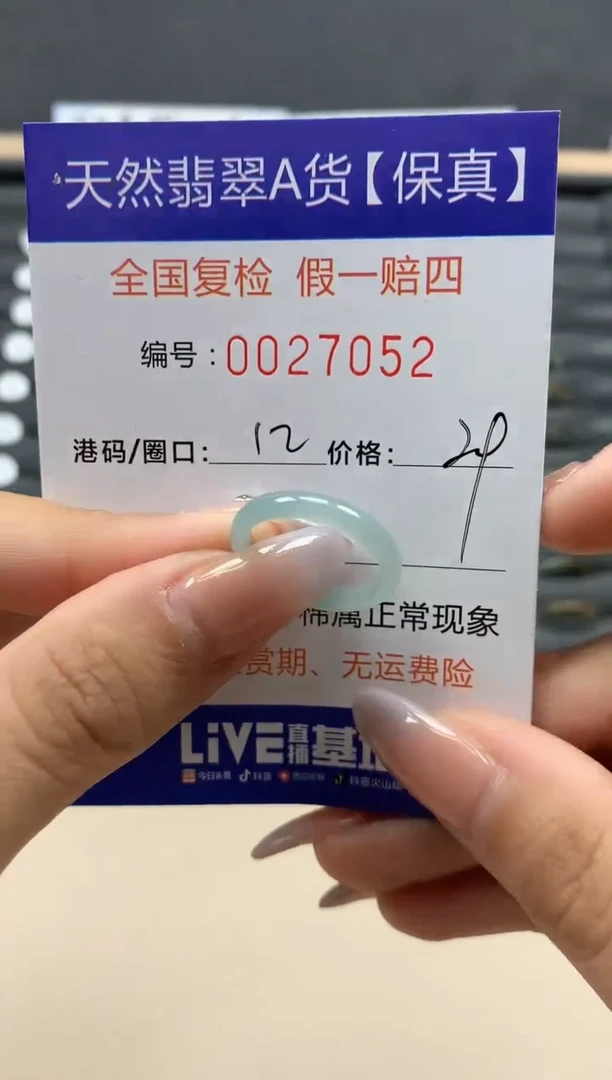 天然翡翠A货【保真】
全国复检 假一赔四
编号：0027052
港码/圈口： 12 价格： 29
棉属正常现象
赏期、无运费险
LiVE直播基地
今日头条 抖音 西瓜视频 抖音火山版